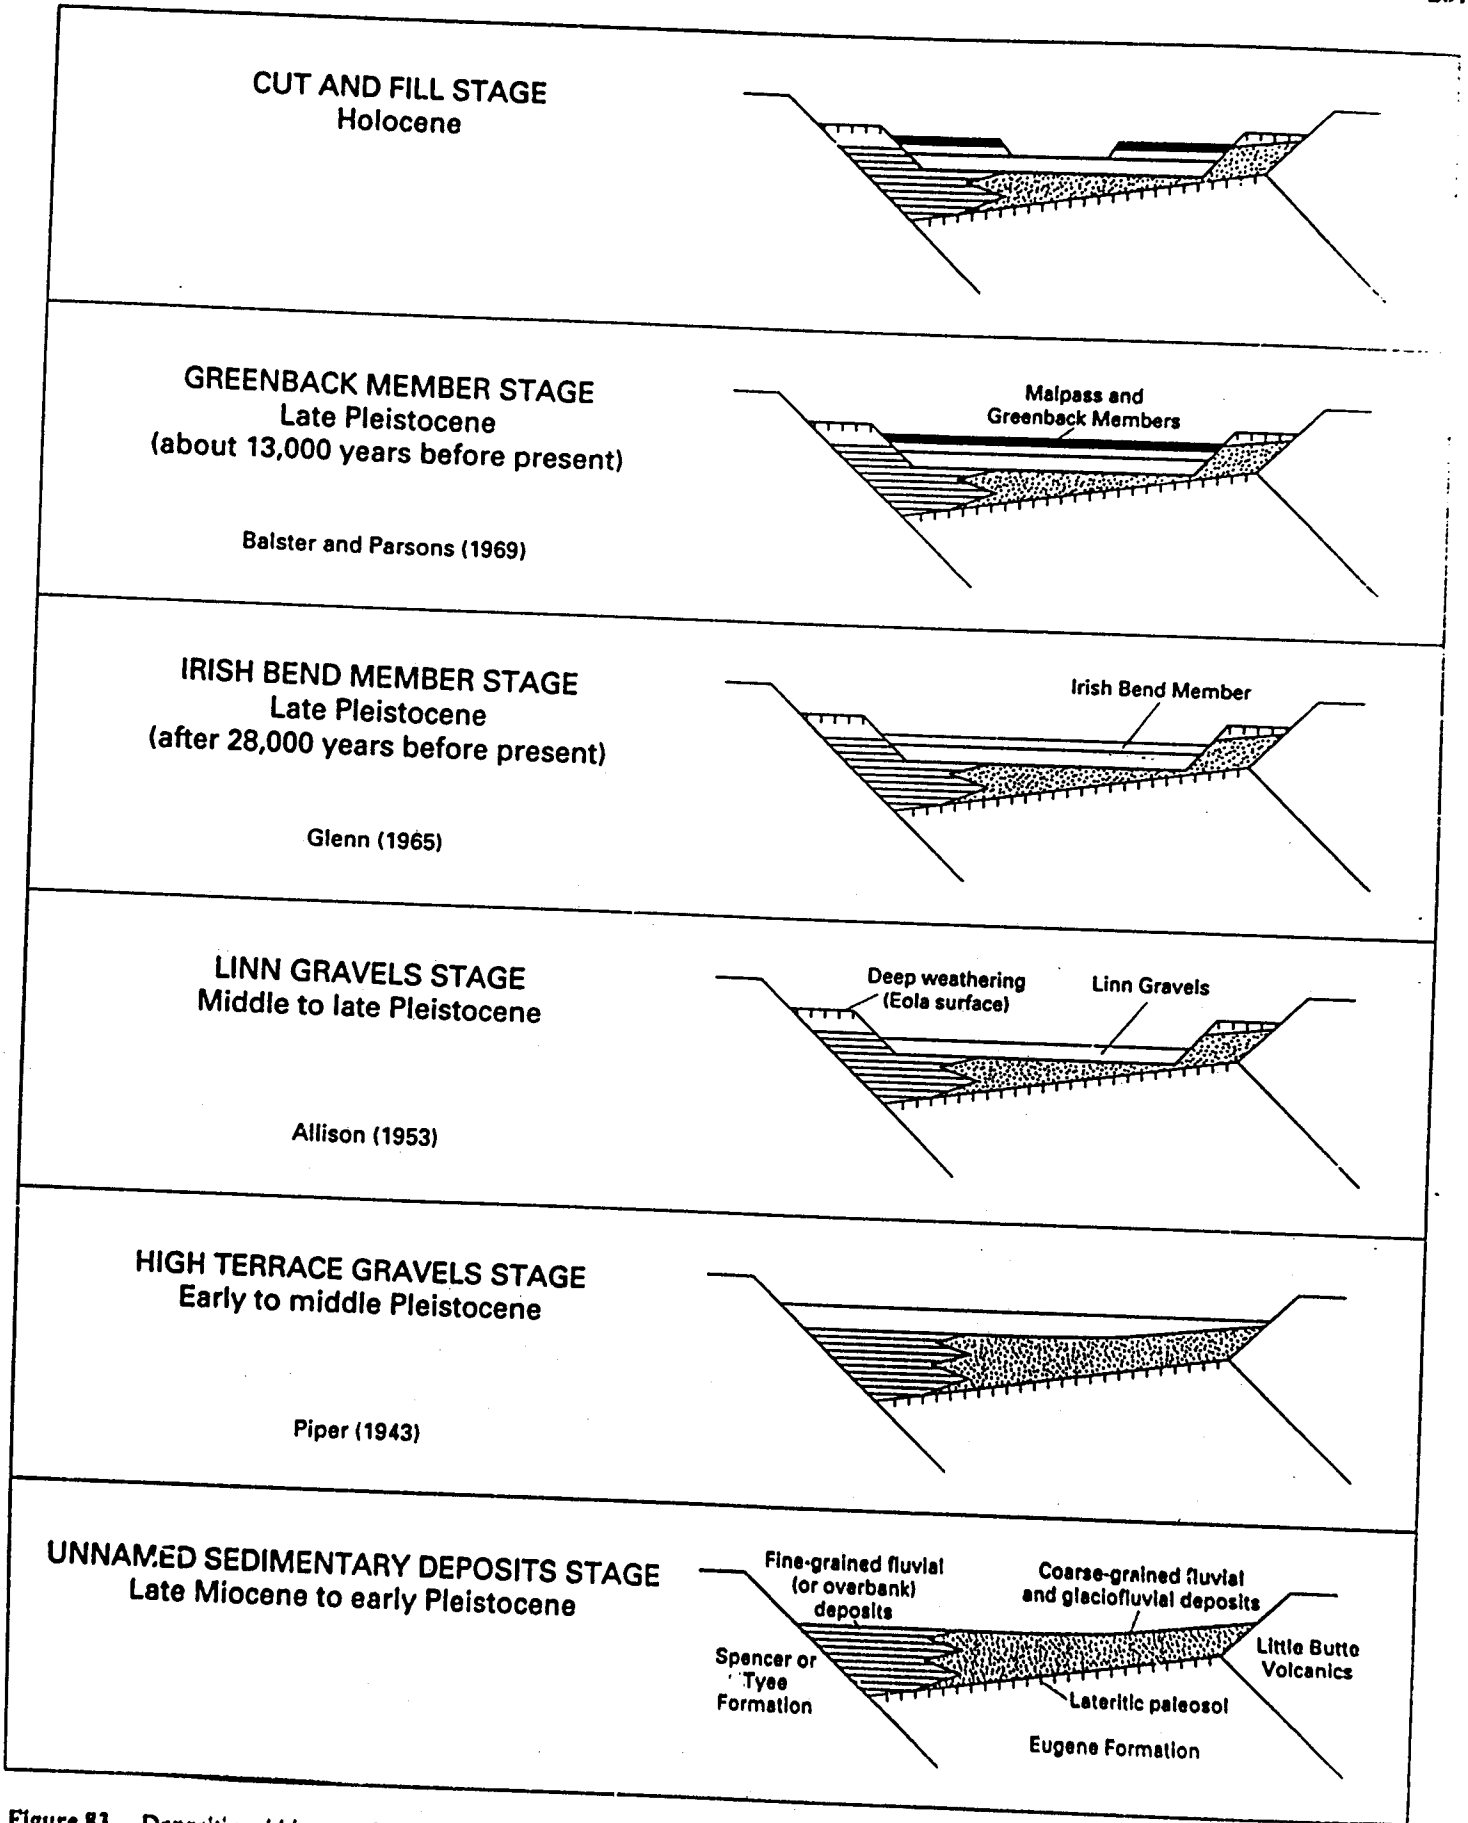 CUT AND FILL STAGE
Holocene
GREENBACK MEMBER STAGE
Late Pleistocene
(about 13,000 years before present)
Balster and Parsons (1969)
Malpass and
Greenback Members
IRISH BEND MEMBER STAGE
Late Pleistocene
(after 28,000 years before present)
Glenn (1965)
Irish Bend Member
LINN GRAVELS STAGE
Middle to late Pleistocene
Allison (1953)
Deep weathering
(Eola surface)
Linn Gravels
HIGH TERRACE GRAVELS STAGE
Early to middle Pleistocene
Piper (1943)
UNNAMED SEDIMENTARY DEPOSITS STAGE
Late Miocene to early Pleistocene
Fine-grained fluvial
(or overbank)
deposits
Coarse-grained fluvial
and glaciofluvial deposits
Spencer or
Tyee
Formation
Little Butte
Volcanics
Lateritic paleosol
Eugene Formation
Figure 83